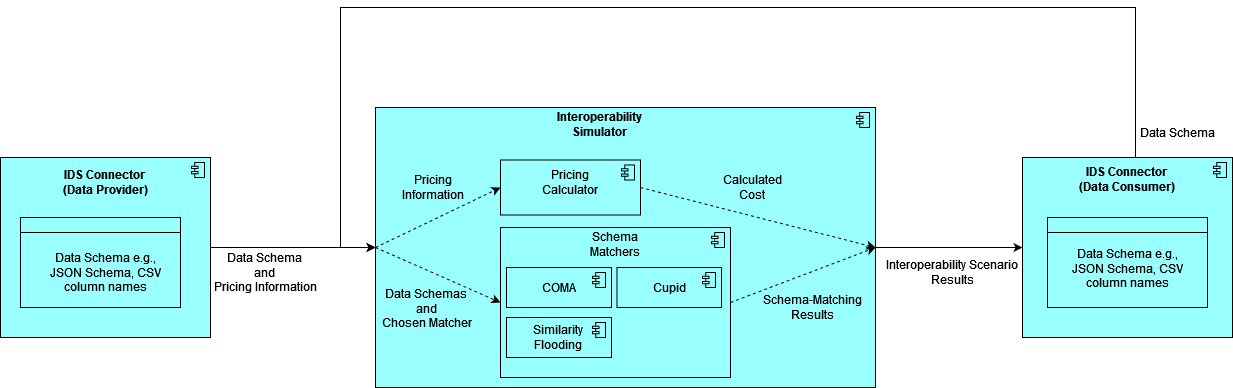 IDS Connector
(Data Provider)
Data Schema e.g.,
JSON Schema, CSV
column names
Data Schema
and
Pricing Information
Interoperability
Simulator
Pricing
Information
Pricing
Calculator
Calculated
Cost
Schema
Matchers
COMA
Cupid
Similarity
Flooding
Data Schemas
and
Chosen Matcher
Schema-Matching
Results
Interoperability Scenario
Results
Data Schema
IDS Connector
(Data Consumer)
Data Schema e.g.,
JSON Schema, CSV
column names